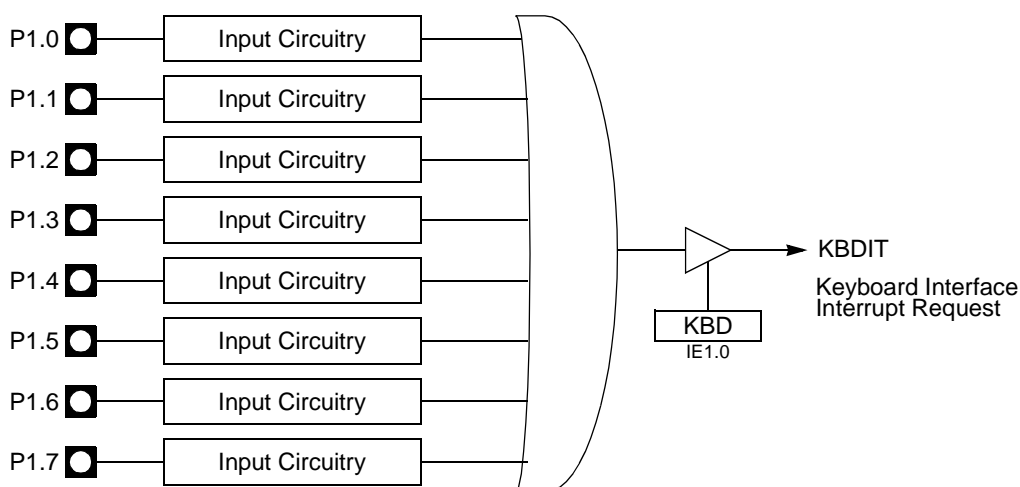 P1.0 Input Circuitry
P1.1 Input Circuitry
P1.2 Input Circuitry
P1.3 Input Circuitry
P1.4 Input Circuitry
P1.5 Input Circuitry
P1.6 Input Circuitry
P1.7 Input Circuitry
KBDIT
Keyboard Interface
Interrupt Request
KBD
IE1.0